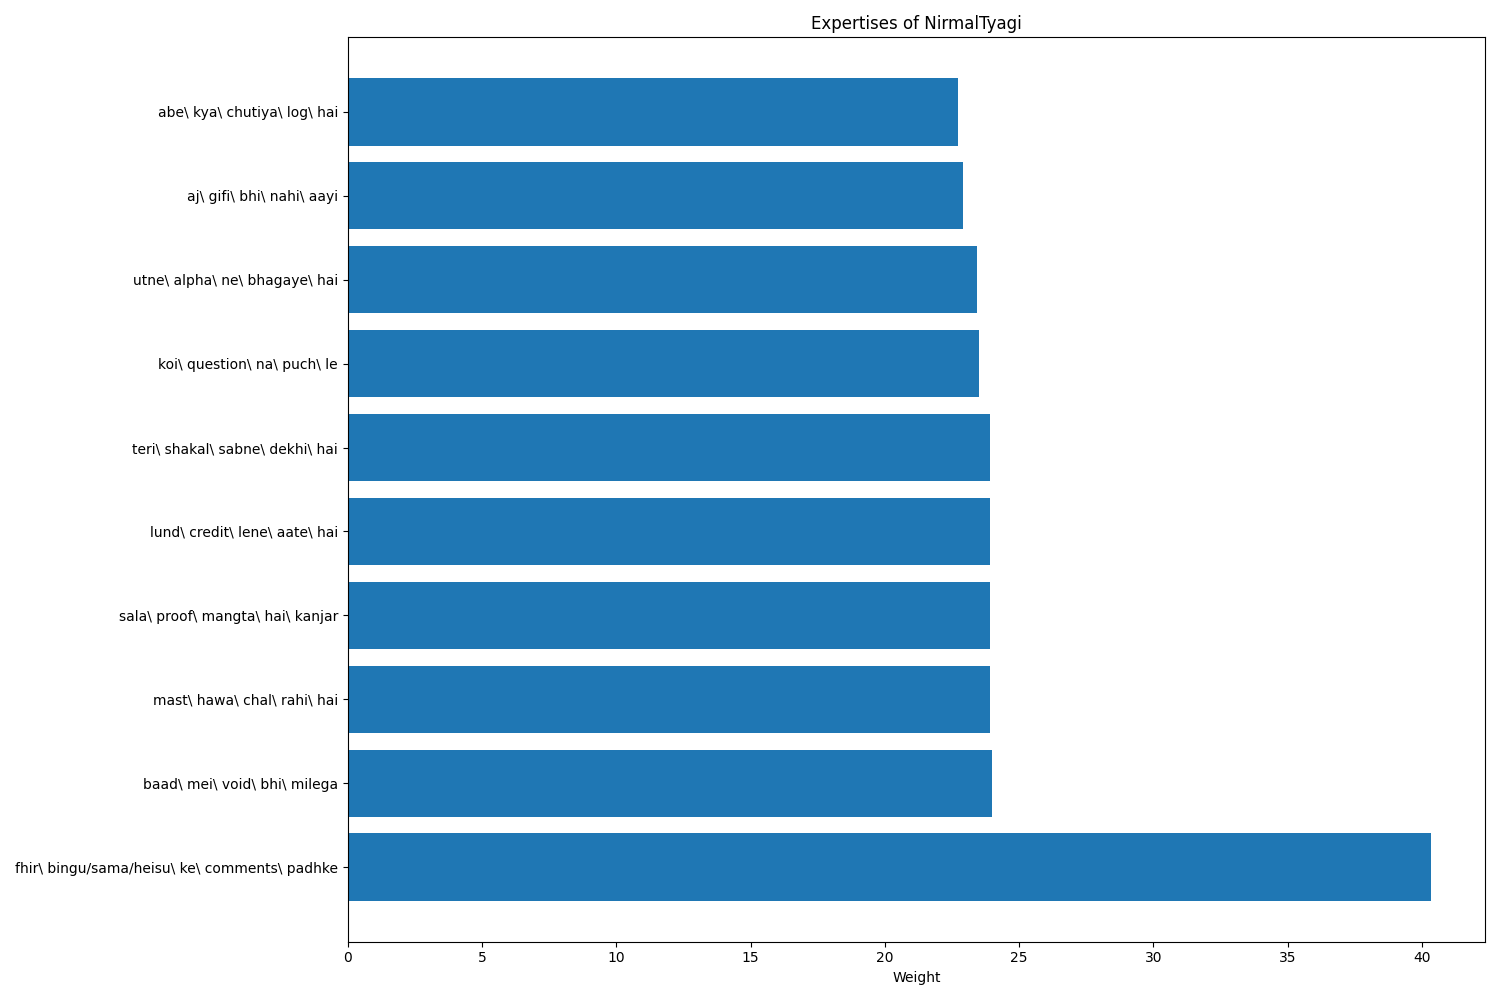 Expertises of NirmalTyagi
abe\ kya\ chutiya\ log\ hai
aj\ gifi\ bhi\ nahi\ aayi
utne\ alpha\ ne\ bhagaye\ hai
koi\ question\ na\ puch\ le
teri\ shakal\ sabne\ dekhi\ hai
lund\ credit\ lene\ aate\ hai
sala\ proof\ mangta\ hai\ kanjar
mast\ hawa\ chal\ rahi\ hai
baad\ mei\ void\ bhi\ milega
fhir\ bingu/sama/heisu\ ke\ comments\ padhke
0 5 10 15 20 25 30 35 40
Weight